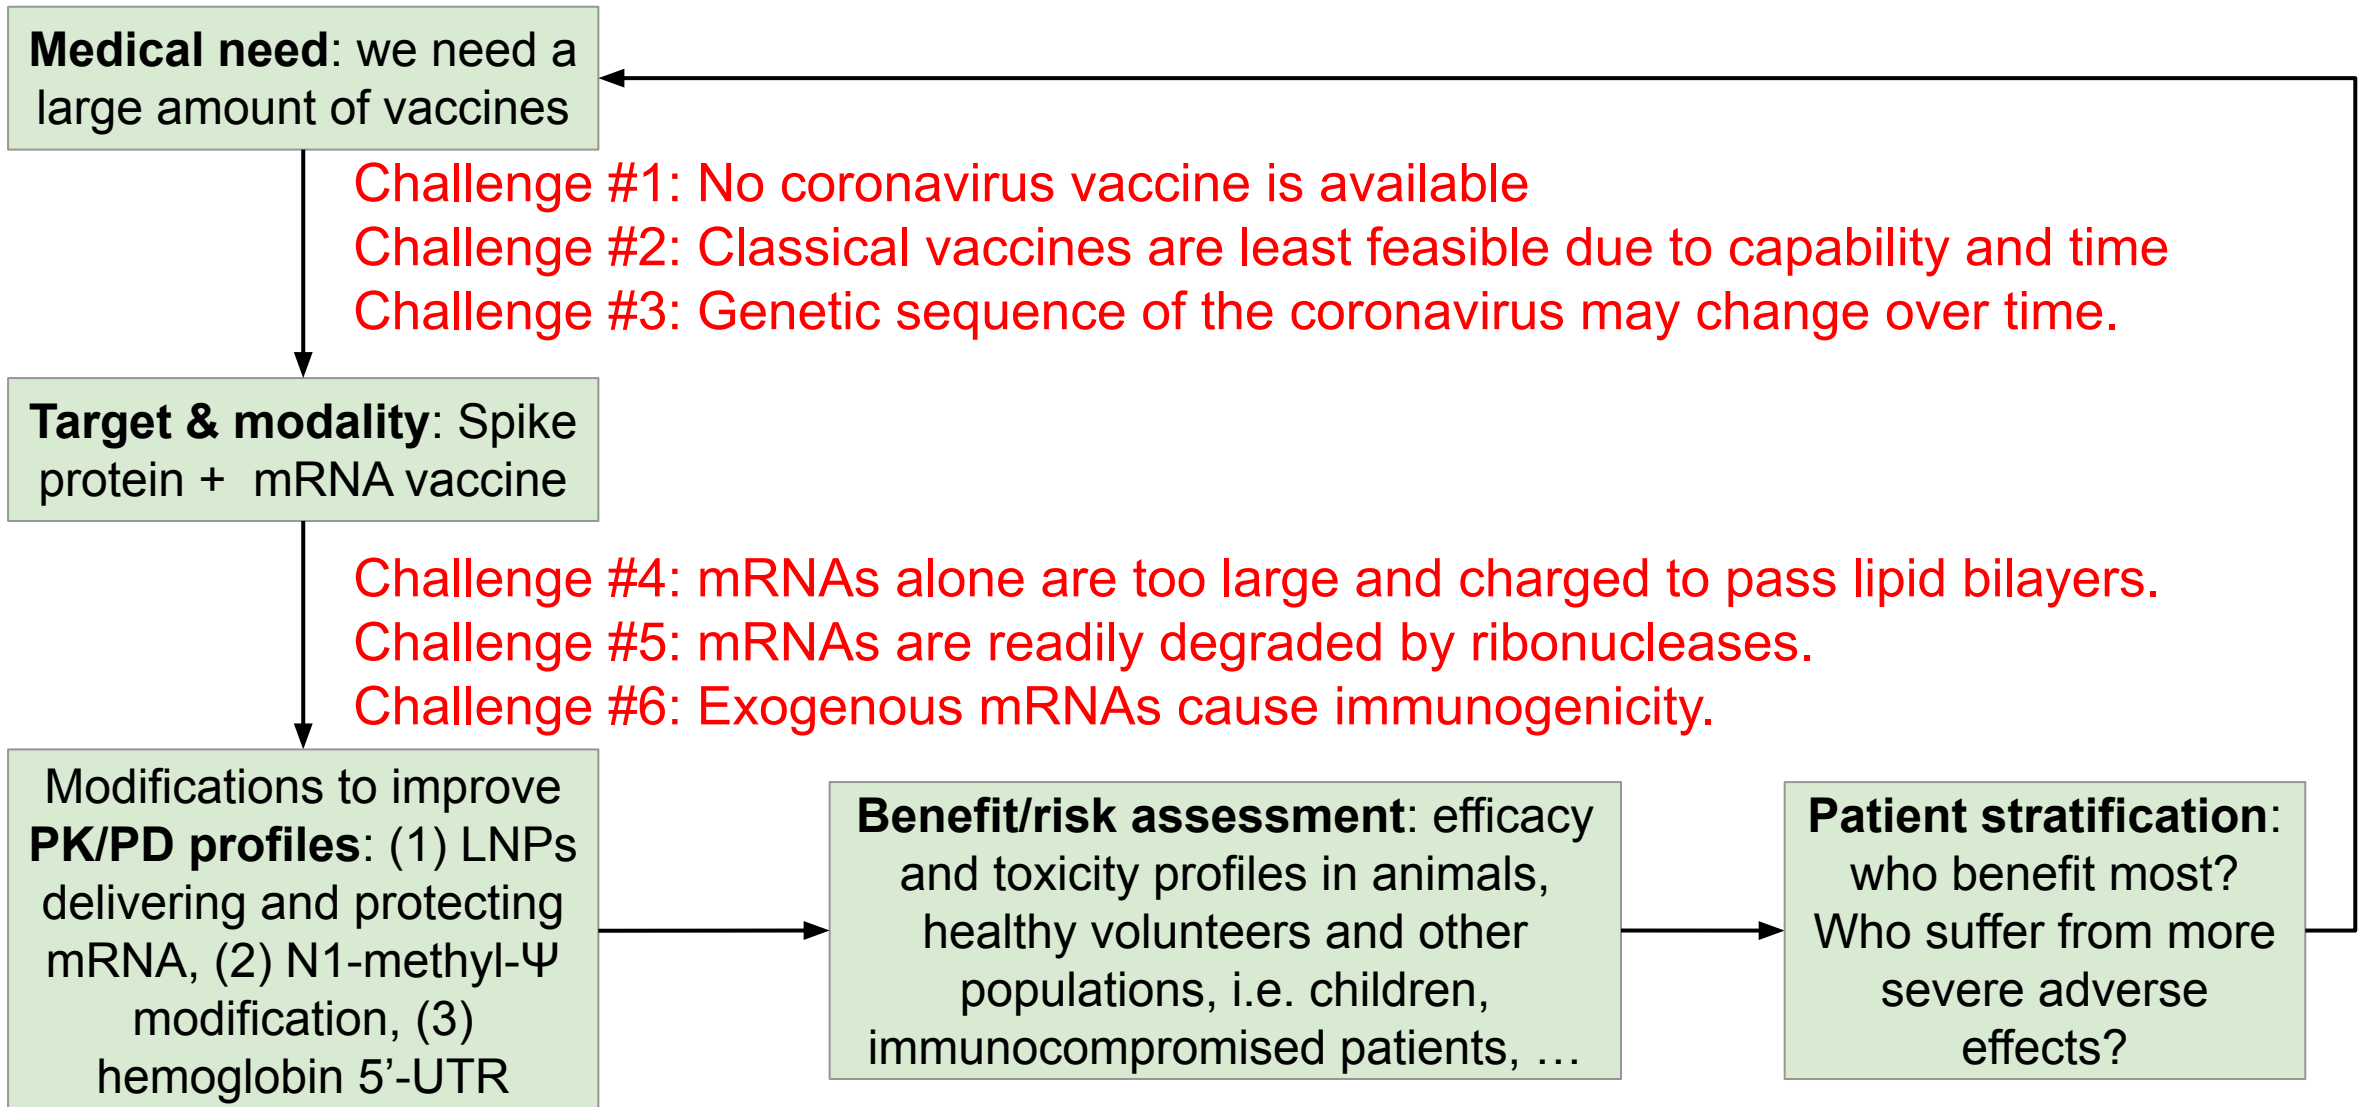 Medical need: we need a
large amount of vaccines
Challenge #1: No coronavirus vaccine is available
Challenge #2: Classical vaccines are least feasible due to capability and time
Challenge #3: Genetic sequence of the coronavirus may change over time.
Target & modality: Spike
protein + mRNA vaccine
Challenge #4: mRNAs alone are too large and charged to pass lipid bilayers.
Challenge #5: mRNAs are readily degraded by ribonucleases.
Challenge #6: Exogenous mRNAs cause immunogenicity.
Modifications to improve
PK/PD profiles: (1) LNPs
delivering and protecting
mRNA, (2) N1-methyl-Ψ
modification, (3)
hemoglobin 5’-UTR
Benefit/risk assessment: efficacy
and toxicity profiles in animals,
healthy volunteers and other
populations, i.e. children,
immunocompromised patients, …
Patient stratification:
who benefit most?
Who suffer from more
severe adverse
effects?